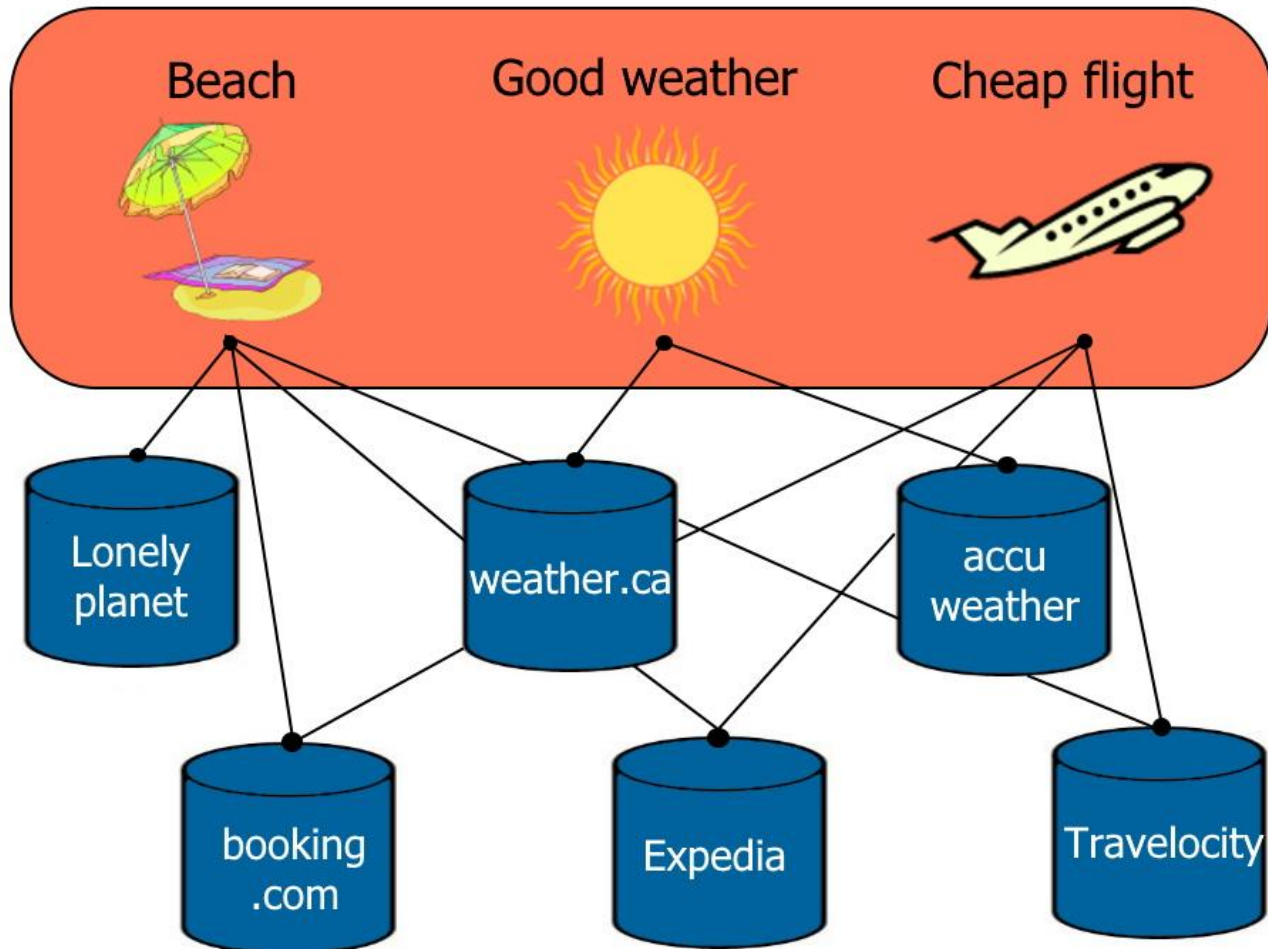 Beach
Good weather
Cheap flight
Lonely
planet
weather.ca
accu
weather
booking
.com
Expedia
Travelocity